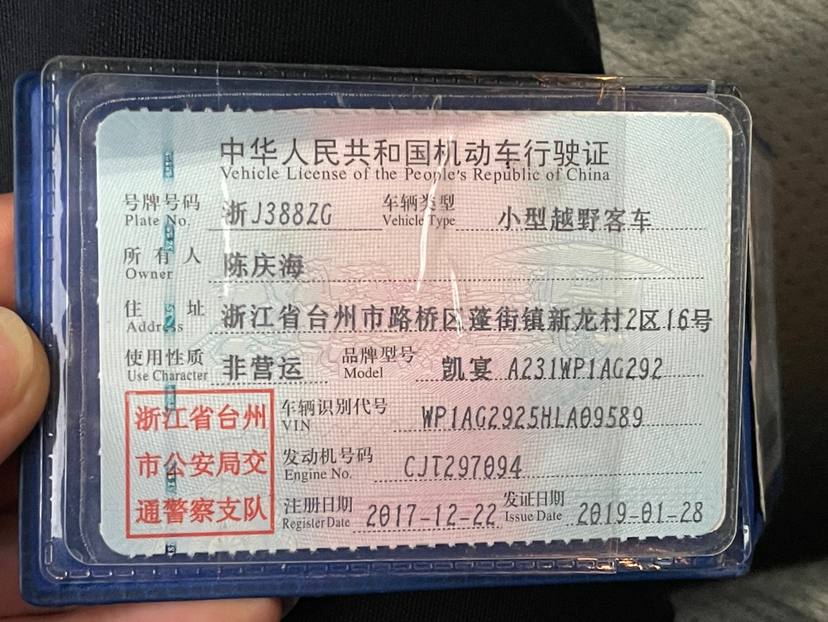 中华人民共和国机动车行驶证
Vehicle License of the People's Republic of China
号牌号码 浙J388ZG 车辆类型 小型越野客车
Plate No. Vehicle Type
所有人 陈庆海
Owner
住址 浙江省台州市路桥区蓬街镇新龙村2区16号
Address
使用性质 非营运 品牌型号 凯宴 A231WP1AG292
Use Character Model
浙江省台州 车辆识别代号 WP1AG2925HLA09589
VIN
市公安局交 发动机号码 CJT297094
Engine No.
通警察支队 注册日期 2017-12-22 发证日期 2019-01-28
Register Date Issue Date